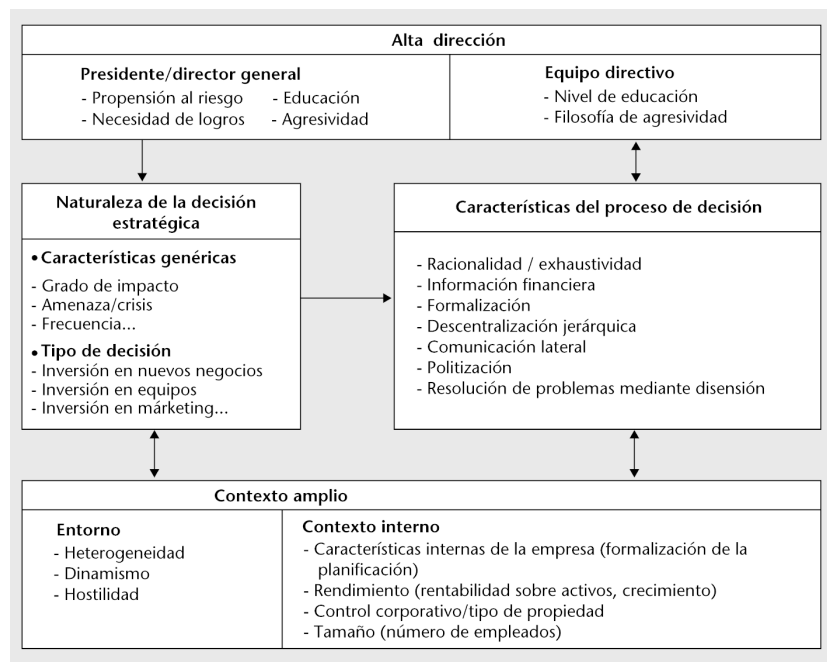 Alta dirección
Presidente/director general
- Propensión al riesgo - Educación
- Necesidad de logros - Agresividad
Equipo directivo
- Nivel de educación
- Filosofía de agresividad
Naturaleza de la decisión
estratégica
• Características genéricas
- Grado de impacto
- Amenaza/crisis
- Frecuencia...
• Tipo de decisión
- Inversión en nuevos negocios
- Inversión en equipos
- Inversión en márketing...
Características del proceso de decisión
- Racionalidad / exhaustividad
- Información financiera
- Formalización
- Descentralización jerárquica
- Comunicación lateral
- Politización
- Resolución de problemas mediante disensión
Contexto amplio
Entorno
- Heterogeneidad
- Dinamismo
- Hostilidad
Contexto interno
- Características internas de la empresa (formalización de la
planificación)
- Rendimiento (rentabilidad sobre activos, crecimiento)
- Control corporativo/tipo de propiedad
- Tamaño (número de empleados)